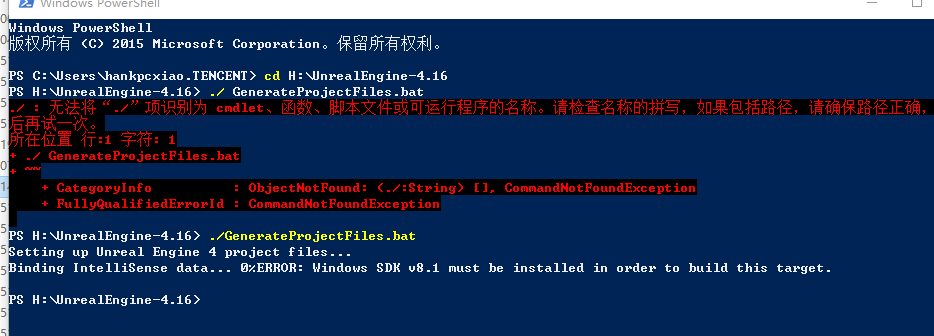 Windows PowerShell
Windows PowerShell
版权所有 (C) 2015 Microsoft Corporation。保留所有权利。
PS C:\Users\hankpcxiao.TENCENT> cd H:\UnrealEngine-4.16
PS H:\UnrealEngine-4.16> ./ GenerateProjectFiles.bat
./ : 无法将“./”项识别为 cmdlet、函数、脚本文件或可运行程序的名称。请检查名称的拼写，如果包括路径，请确保路径正确，
后再试一次。
所在位置 行:1 字符: 1
+ ./ GenerateProjectFiles.bat
+ ~~
+ CategoryInfo : ObjectNotFound: (./:String) [], CommandNotFoundException
+ FullyQualifiedErrorId : CommandNotFoundException
PS H:\UnrealEngine-4.16> ./GenerateProjectFiles.bat
Setting up Unreal Engine 4 project files...
Binding IntelliSense data... 0%ERROR: Windows SDK v8.1 must be installed in order to build this target.
PS H:\UnrealEngine-4.16>